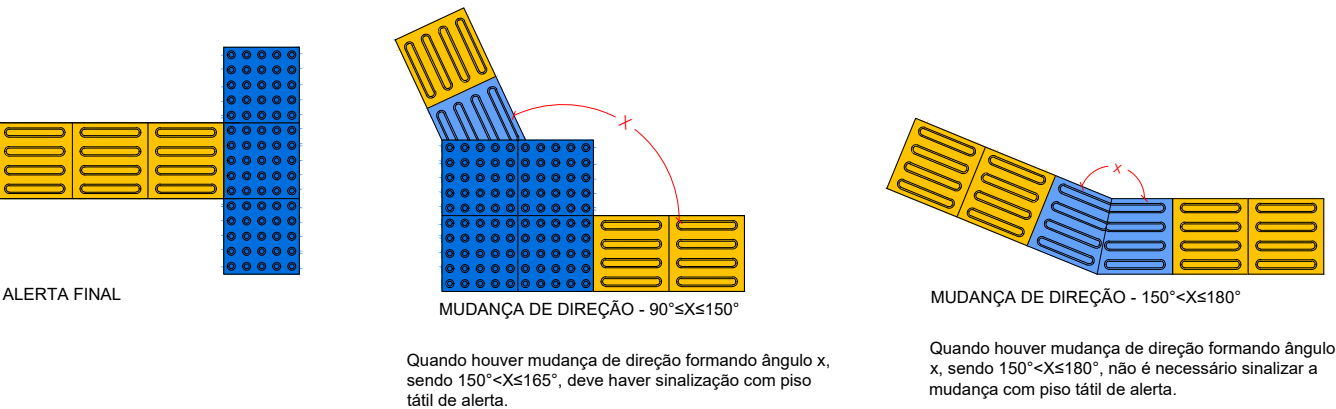 ALERTA FINAL
X
MUDANÇA DE DIREÇÃO - 90°≤X≤150°
Quando houver mudança de direção formando ângulo x,
sendo 150°<X≤165°, deve haver sinalização com piso
tátil de alerta.
X
MUDANÇA DE DIREÇÃO - 150°<X≤180°
Quando houver mudança de direção formando ângulo
x, sendo 150°<X≤180°, não é necessário sinalizar a
mudança com piso tátil de alerta.